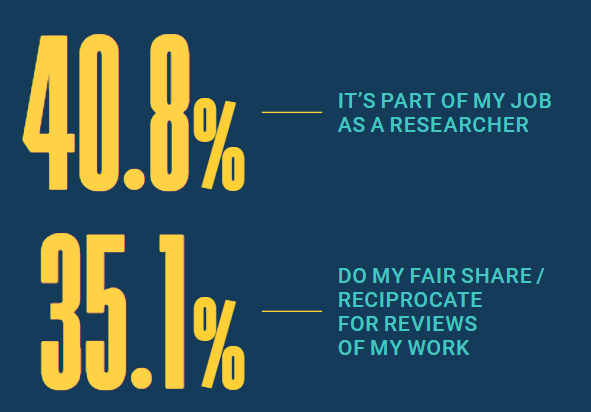 40.8%
IT'S PART OF MY JOB
AS A RESEARCHER
35.1%
DO MY FAIR SHARE /
RECIPROCATE
FOR REVIEWS
OF MY WORK